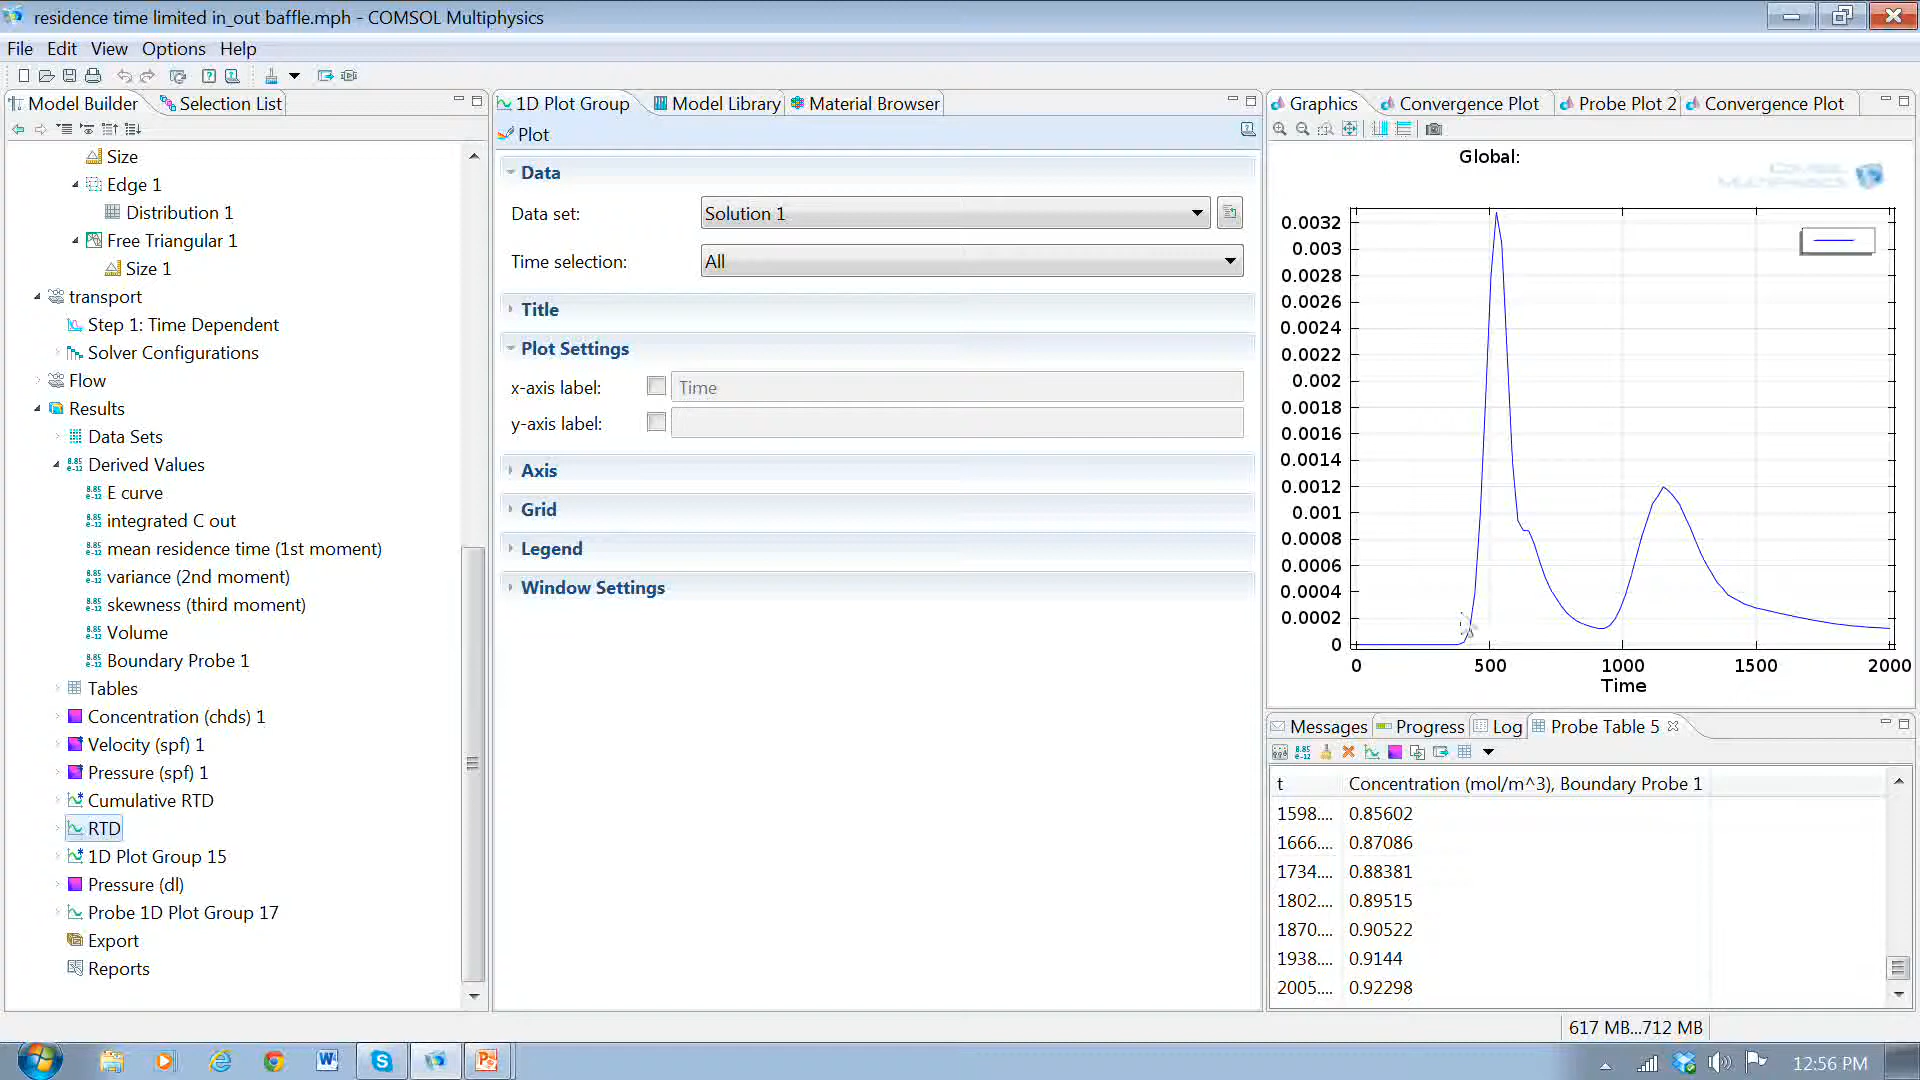 residence time limited in_out baffle.mph - COMSOL Multiphysics
File Edit View Options Help
Model Builder Selection List
Size
Edge 1
Distribution 1
Free Triangular 1
Size 1
transport
Step 1: Time Dependent
Solver Configurations
Flow
Results
Data Sets
Derived Values
E curve
integrated C out
mean residence time (1st moment)
variance (2nd moment)
skewness (third moment)
Volume
Boundary Probe 1
Tables
Concentration (chds) 1
Velocity (spf) 1
Pressure (spf) 1
Cumulative RTD
RTD
1D Plot Group 15
Pressure (dl)
Probe 1D Plot Group 17
Export
Reports
1D Plot Group Model Library Material Browser
Plot
Data
Data set: Solution 1
Time selection: All
Title
Plot Settings
x-axis label: Time
y-axis label:
Axis
Grid
Legend
Window Settings
Graphics Convergence Plot Probe Plot 2 Convergence Plot
Global:
COMSOL
MULTIPHYSICS
0.0032
0.003
0.0028
0.0026
0.0024
0.0022
0.002
0.0018
0.0016
0.0014
0.0012
0.001
0.0008
0.0006
0.0004
0.0002
0
0 500 1000 1500 2000
Time
Messages Progress Log Probe Table 5
t Concentration (mol/m^3), Boundary Probe 1
1598.... 0.85602
1666.... 0.87086
1734.... 0.88381
1802.... 0.89515
1870.... 0.90522
1938.... 0.9144
2005.... 0.92298
617 MB...712 MB
12:56 PM